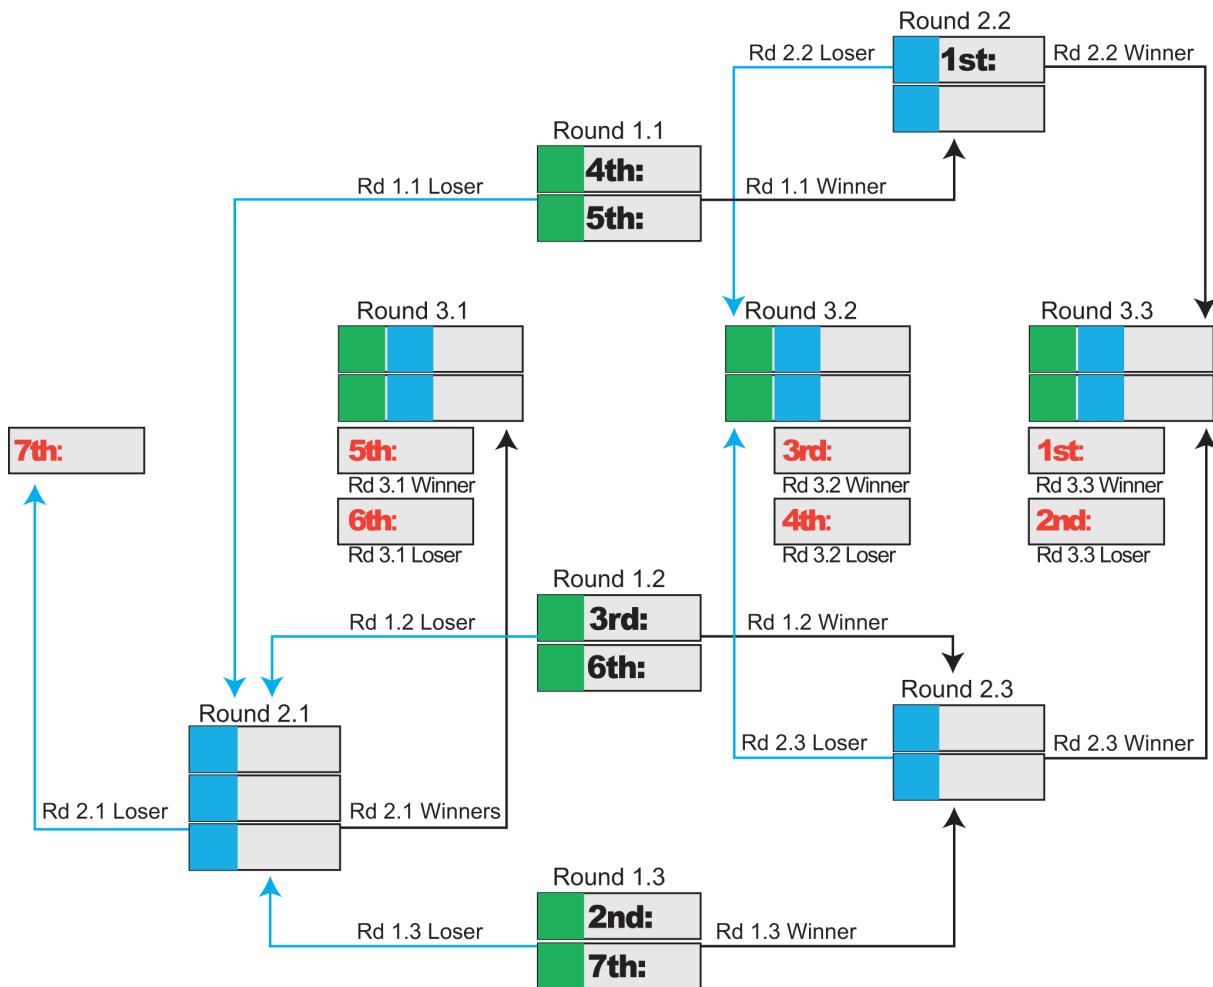 Round 2.2
Rd 2.2 Loser
1st:
Rd 2.2 Winner
Round 1.1
4th:
Rd 1.1 Loser
Rd 1.1 Winner
5th:
Round 3.1
Round 3.2
Round 3.3
7th:
5th:
3rd:
1st:
Rd 3.1 Winner
Rd 3.2 Winner
Rd 3.3 Winner
6th:
4th:
2nd:
Rd 3.1 Loser
Rd 3.2 Loser
Rd 3.3 Loser
Round 1.2
Rd 1.2 Loser
3rd:
Rd 1.2 Winner
6th:
Round 2.3
Round 2.1
Rd 2.3 Loser
Rd 2.3 Winner
Rd 2.1 Loser
Rd 2.1 Winners
Round 1.3
2nd:
Rd 1.3 Loser
Rd 1.3 Winner
7th: